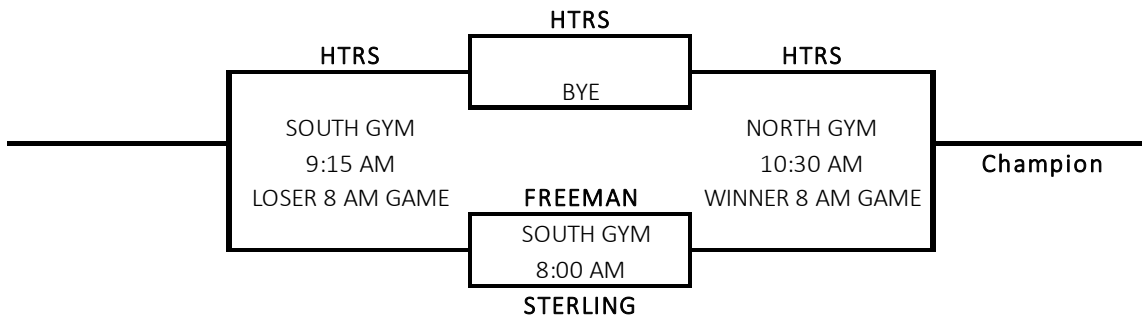 HTRS
HTRS
HTRS
BYE
SOUTH GYM
9:15 AM
LOSER 8 AM GAME
NORTH GYM
10:30 AM
WINNER 8 AM GAME
Champion
FREEMAN
SOUTH GYM
8:00 AM
STERLING